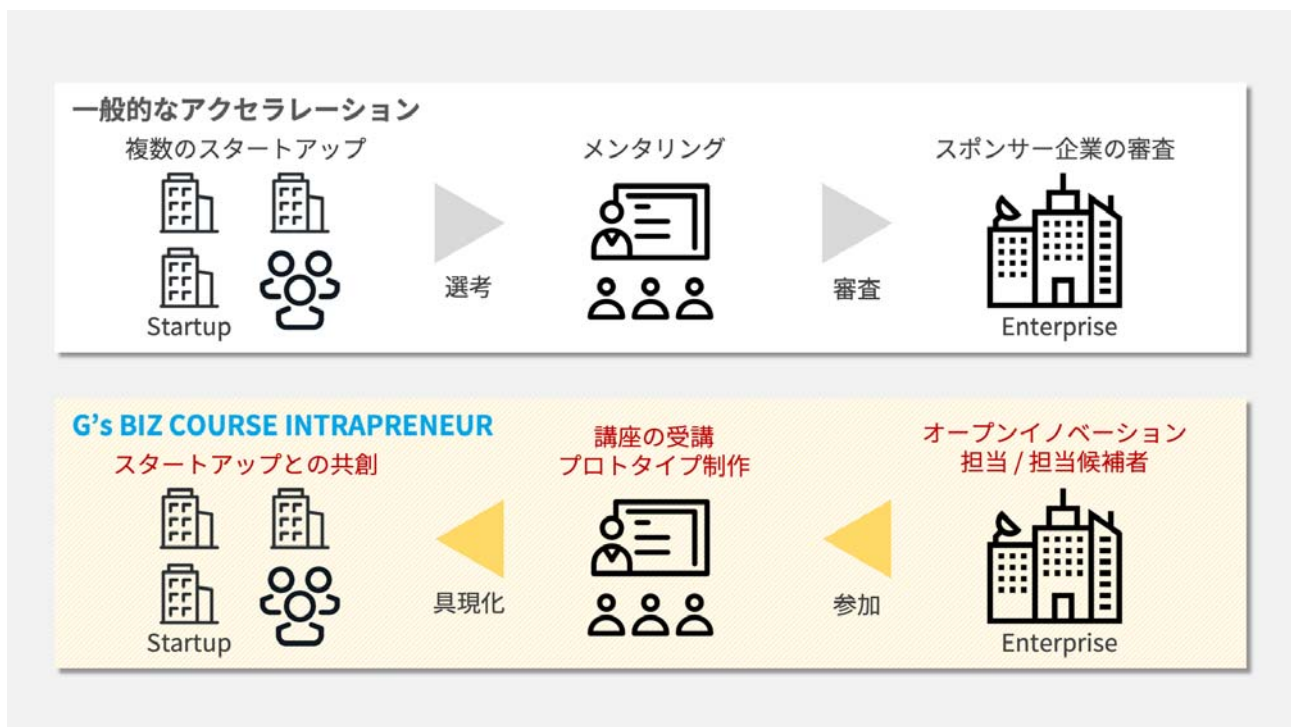 一般的なアクセラレーション
複数のスタートアップ
メンタリング
スポンサー企業の審査
選考
審査
Startup
Enterprise
G's BIZ COURSE INTRAPRENEUR
スタートアップとの共創
講座の受講
プロトタイプ制作
オープンイノベーション
担当 / 担当候補者
具現化
参加
Startup
Enterprise